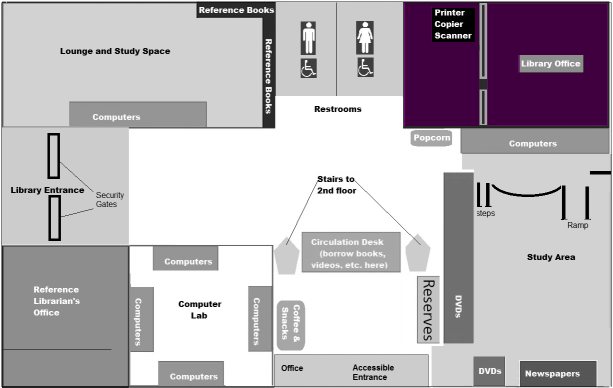 Reference Books
Printer
Copier
Scanner
Lounge and Study Space
Reference Books
Library Office
Computers
Restrooms
Popcorn
Computers
Library Entrance
Security
Gates
Stairs to
2nd floor
steps
Ramp
Circulation Desk
(borrow books,
videos. etc. here)
Study Area
Computers
Reference
Librarian's
Office
Computers
Computer
Lab
Computers
Coffee &
Snacks
Reserves
DVDs
Computers
Office
Accessible
Entrance
DVDs
Newspapers